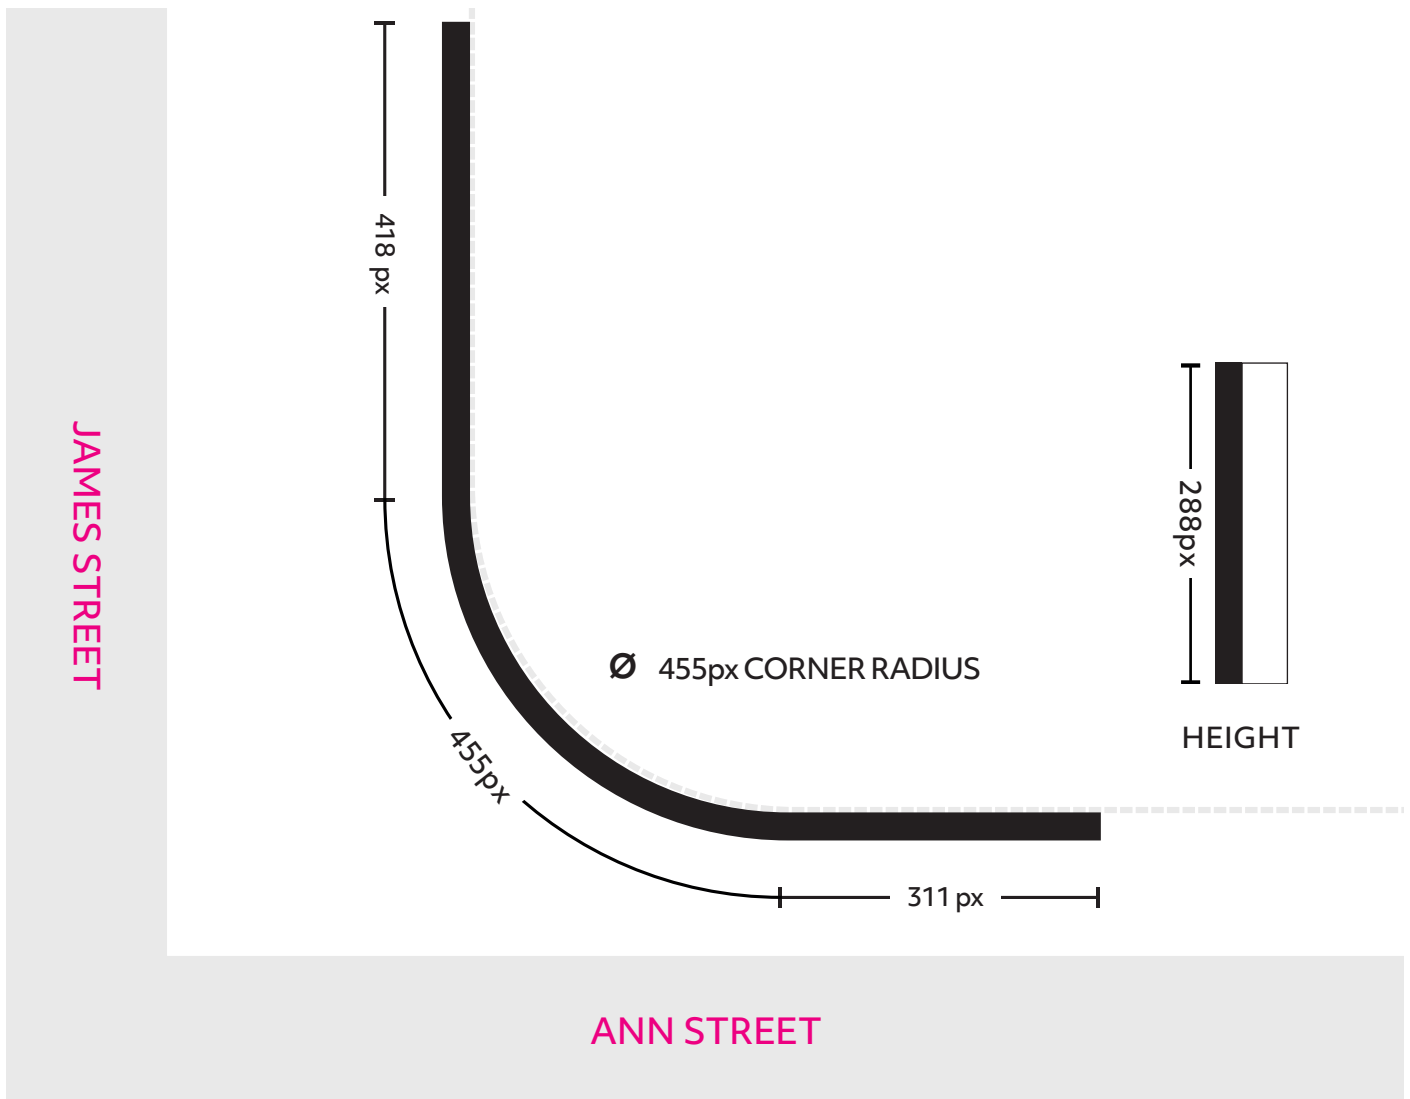 418 px
JAMES STREET
288px
Ø 455px CORNER RADIUS
HEIGHT
455px
311 px
ANN STREET